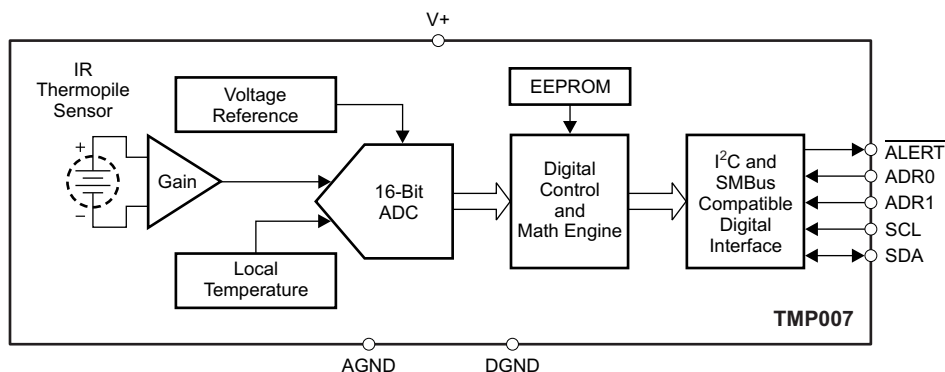 V+
IR
Thermopile
Sensor
+
−
Gain
Voltage
Reference
Local
Temperature
16-Bit
ADC
EEPROM
Digital
Control
and
Math Engine
I²C and
SMBus
Compatible
Digital
Interface
ALERT
ADR0
ADR1
SCL
SDA
TMP007
AGND
DGND